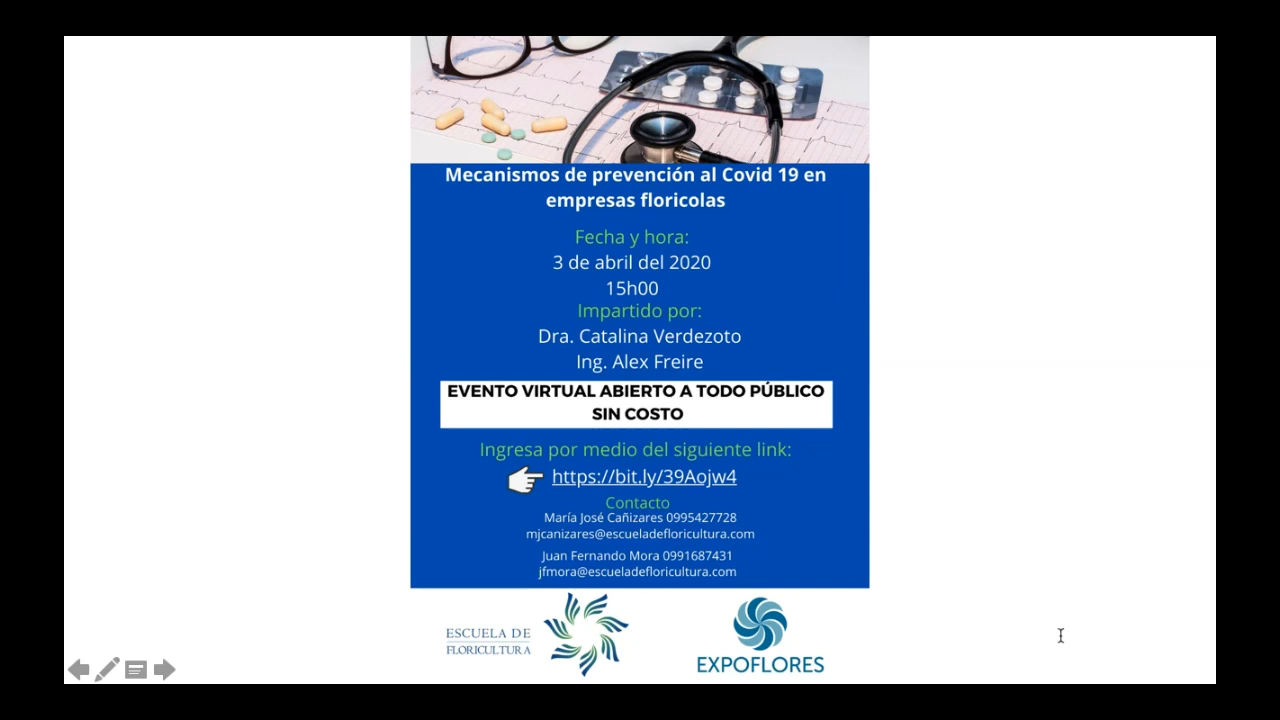 Mecanismos de prevención al Covid 19 en
empresas floricolas
Fecha y hora:
3 de abril del 2020
15h00
Impartido por:
Dra. Catalina Verdezoto
Ing. Alex Freire
EVENTO VIRTUAL ABIERTO A TODO PÚBLICO
SIN COSTO
Ingresa por medio del siguiente link:
https://bit.ly/39Aojw4
Contacto
María José Cañizares 0995427728
mjcanizares@escueladefloricultura.com
Juan Fernando Mora 0991687431
jfmora@escueladefloricultura.com
ESCUELA DE
FLORICULTURA
EXPOFLORES